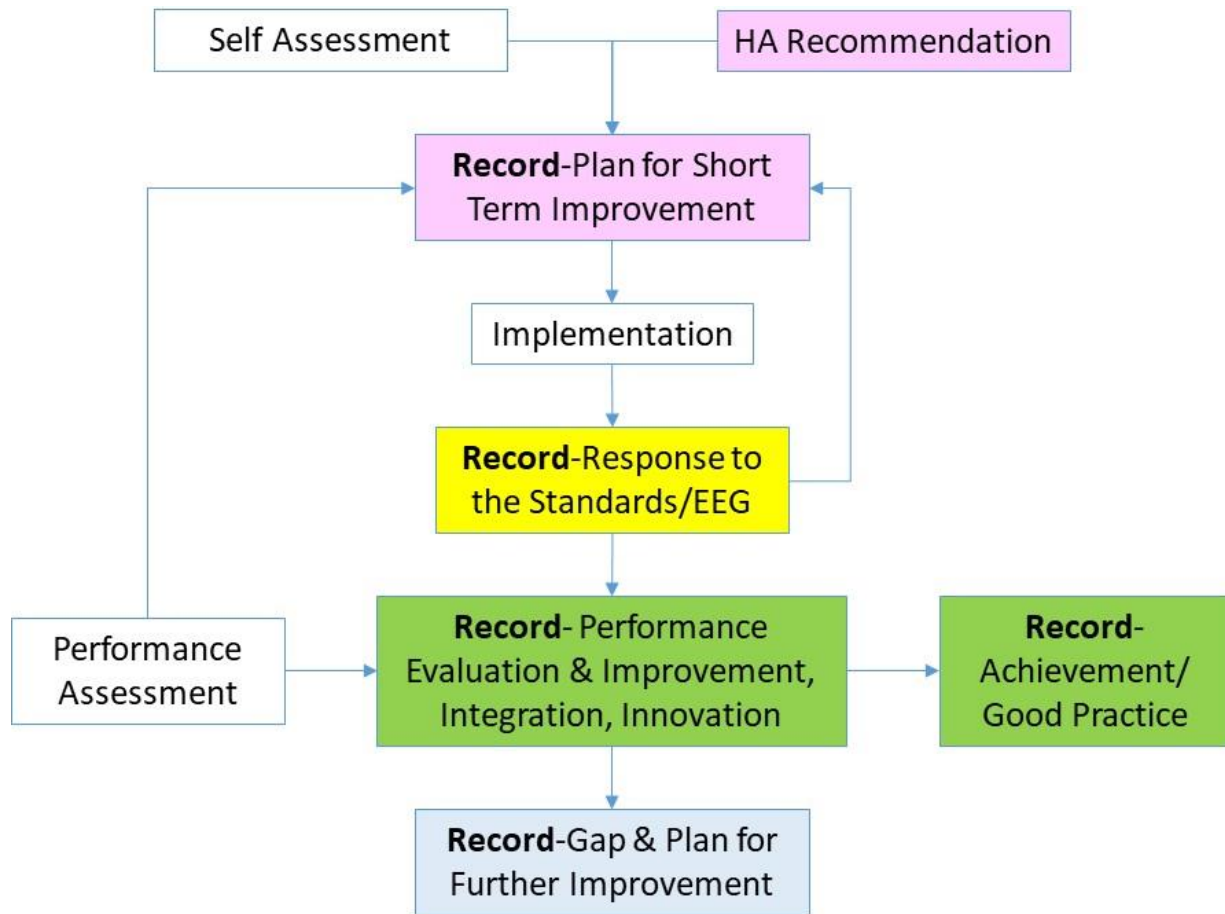 Self Assessment
HA Recommendation
Record-Plan for Short
Term Improvement
Implementation
Record-Response to
the Standards/EEG
Performance
Assessment
Record- Performance
Evaluation & Improvement,
Integration, Innovation
Record-
Achievement/
Good Practice
Record-Gap & Plan for
Further Improvement